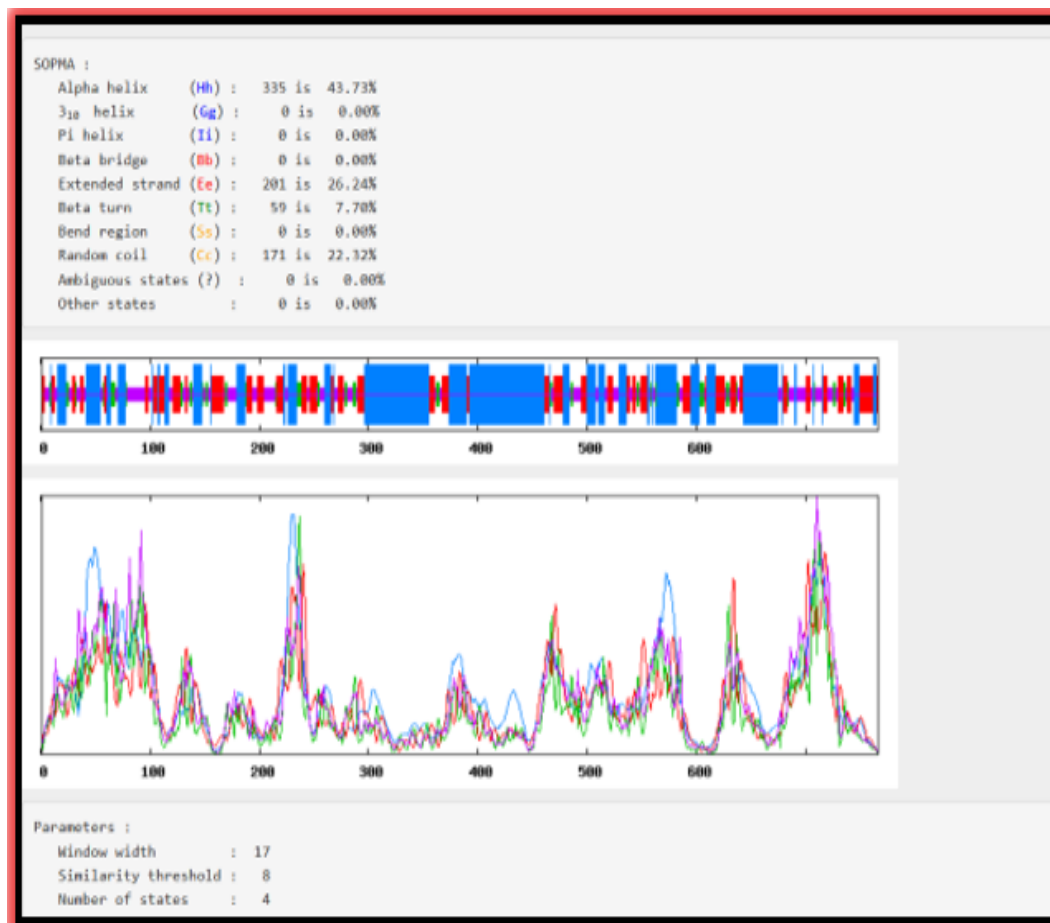 SOPMA :
Alpha helix (Hh) : 335 is 43.73%
3₁₀ helix (Gg) : 0 is 0.00%
Pi helix (Ii) : 0 is 0.00%
Beta bridge (Bb) : 0 is 0.00%
Extended strand (Ee) : 201 is 26.24%
Beta turn (Tt) : 59 is 7.70%
Bend region (Ss) : 0 is 0.00%
Random coil (Cc) : 171 is 22.32%
Ambiguous states (?) : 0 is 0.00%
Other states : 0 is 0.00%
0 100 200 300 400 500 600
0 100 200 300 400 500 600
Parameters :
Window width : 17
Similarity threshold : 8
Number of states : 4